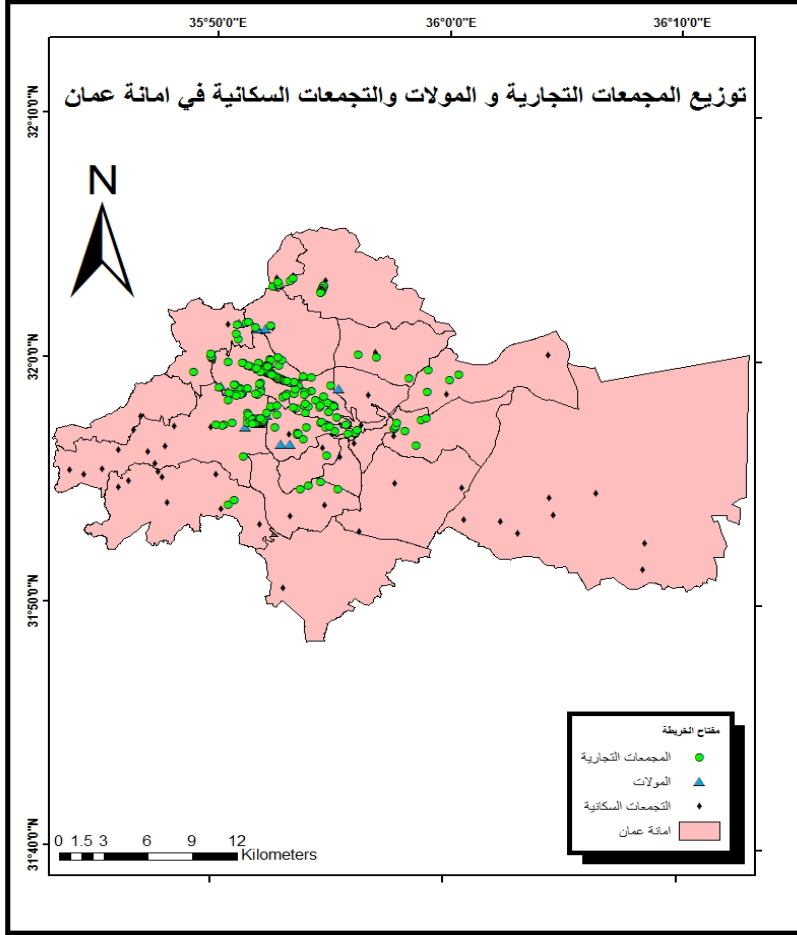 35°50'0"E 36°0'0"E 36°10'0"E
توزيع المجمعات التجارية و المولات والتجمعات السكانية في امانة عمان
32°10'0"N
N
32°0'0"N
31°50'0"N
31°40'0"N
مفتاح الخريطة
المجمعات التجارية
المولات
التجمعات السكانية
امانة عمان
0 1.5 3 6 9 12
Kilometers